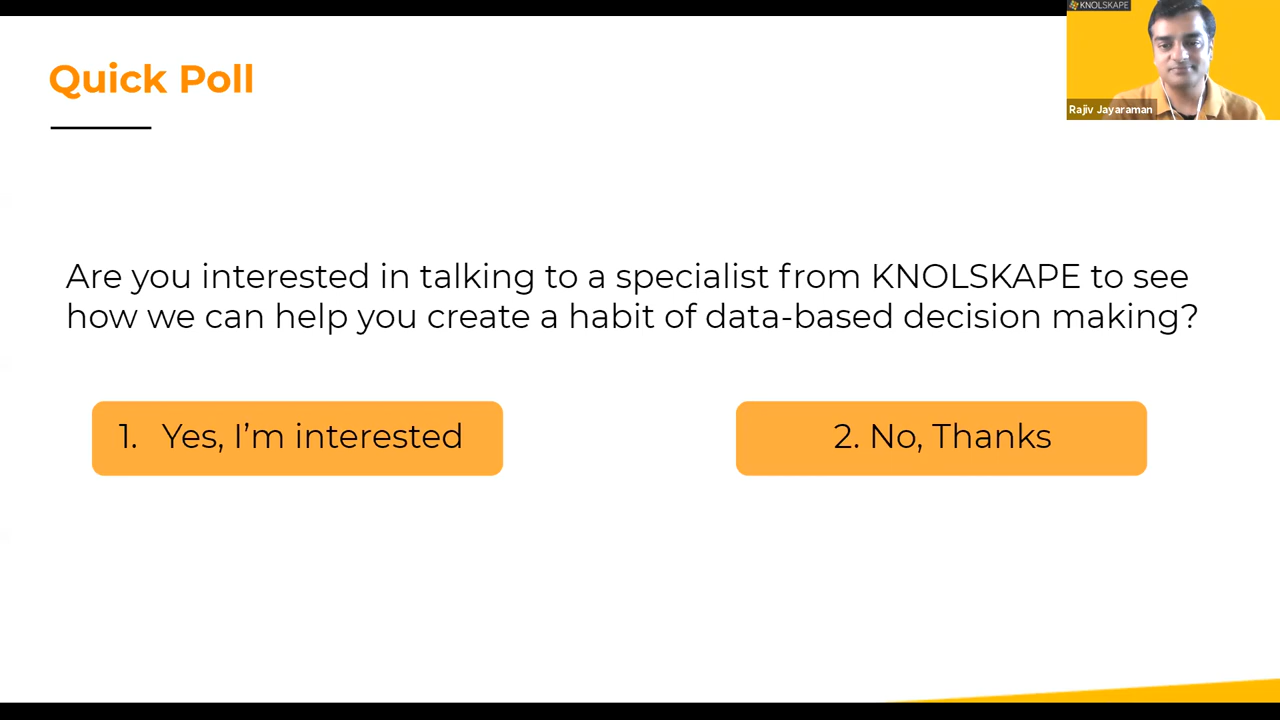 KNOLSKAPE
Quick Poll
Rajiv Jayaraman
Are you interested in talking to a specialist from KNOLSKAPE to see
how we can help you create a habit of data-based decision making?
1. Yes, I’m interested
2. No, Thanks